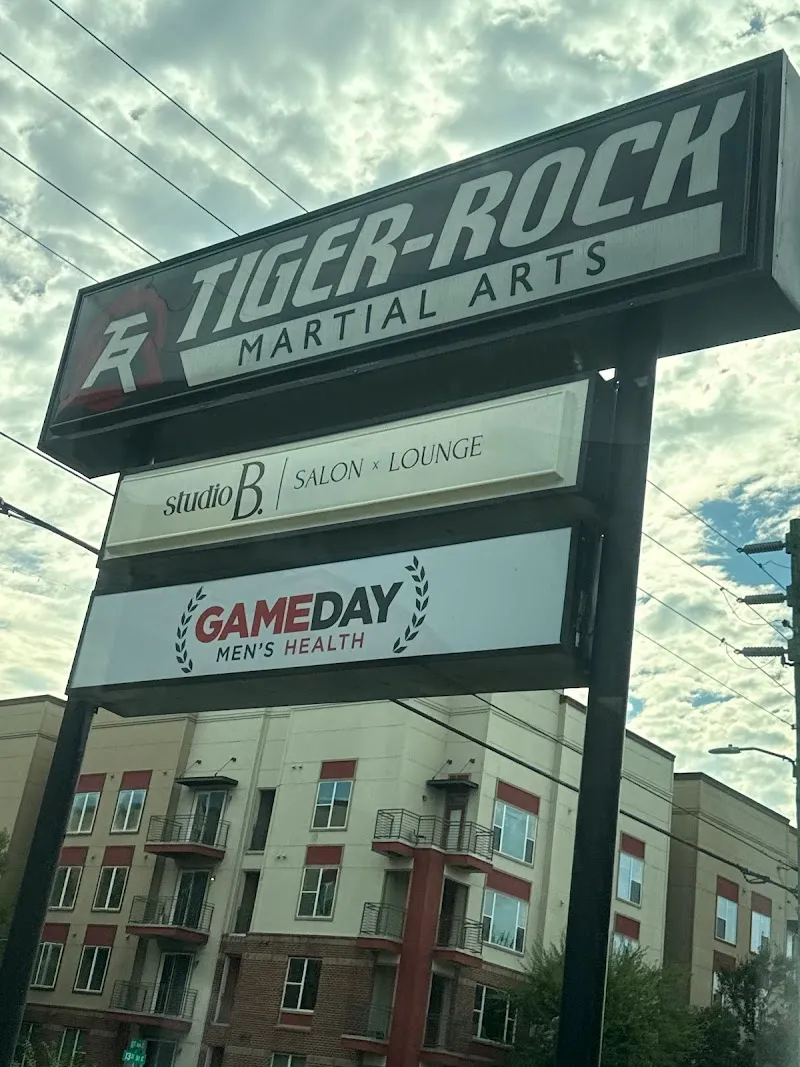 TR
TIGER-ROCK
MARTIAL ARTS
studio B. | SALON × LOUNGE
GAMEDAY
MEN'S HEALTH